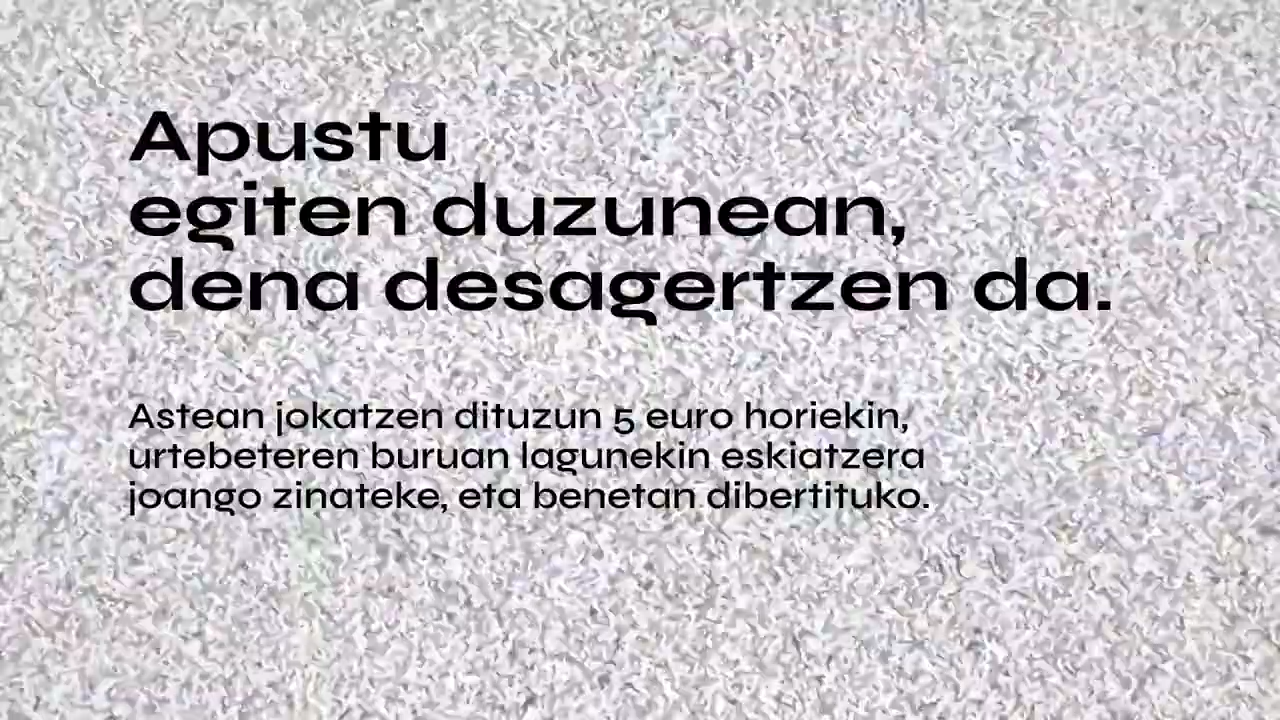 Apustu
egiten duzunean,
dena desagertzen da.
Astean jokatzen dituzun 5 euro horiekin,
urtebeteren buruan lagunekin eskiatzera
joango zinateke, eta benetan dibertituko.